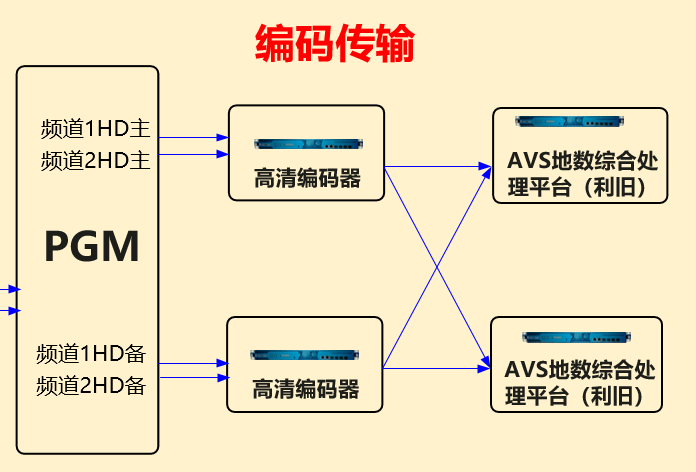 编码传输
频道1HD主
频道2HD主
PGM
频道1HD备
频道2HD备
高清编码器
高清编码器
AVS地数综合处
理平台（利旧）
AVS地数综合处
理平台（利旧）